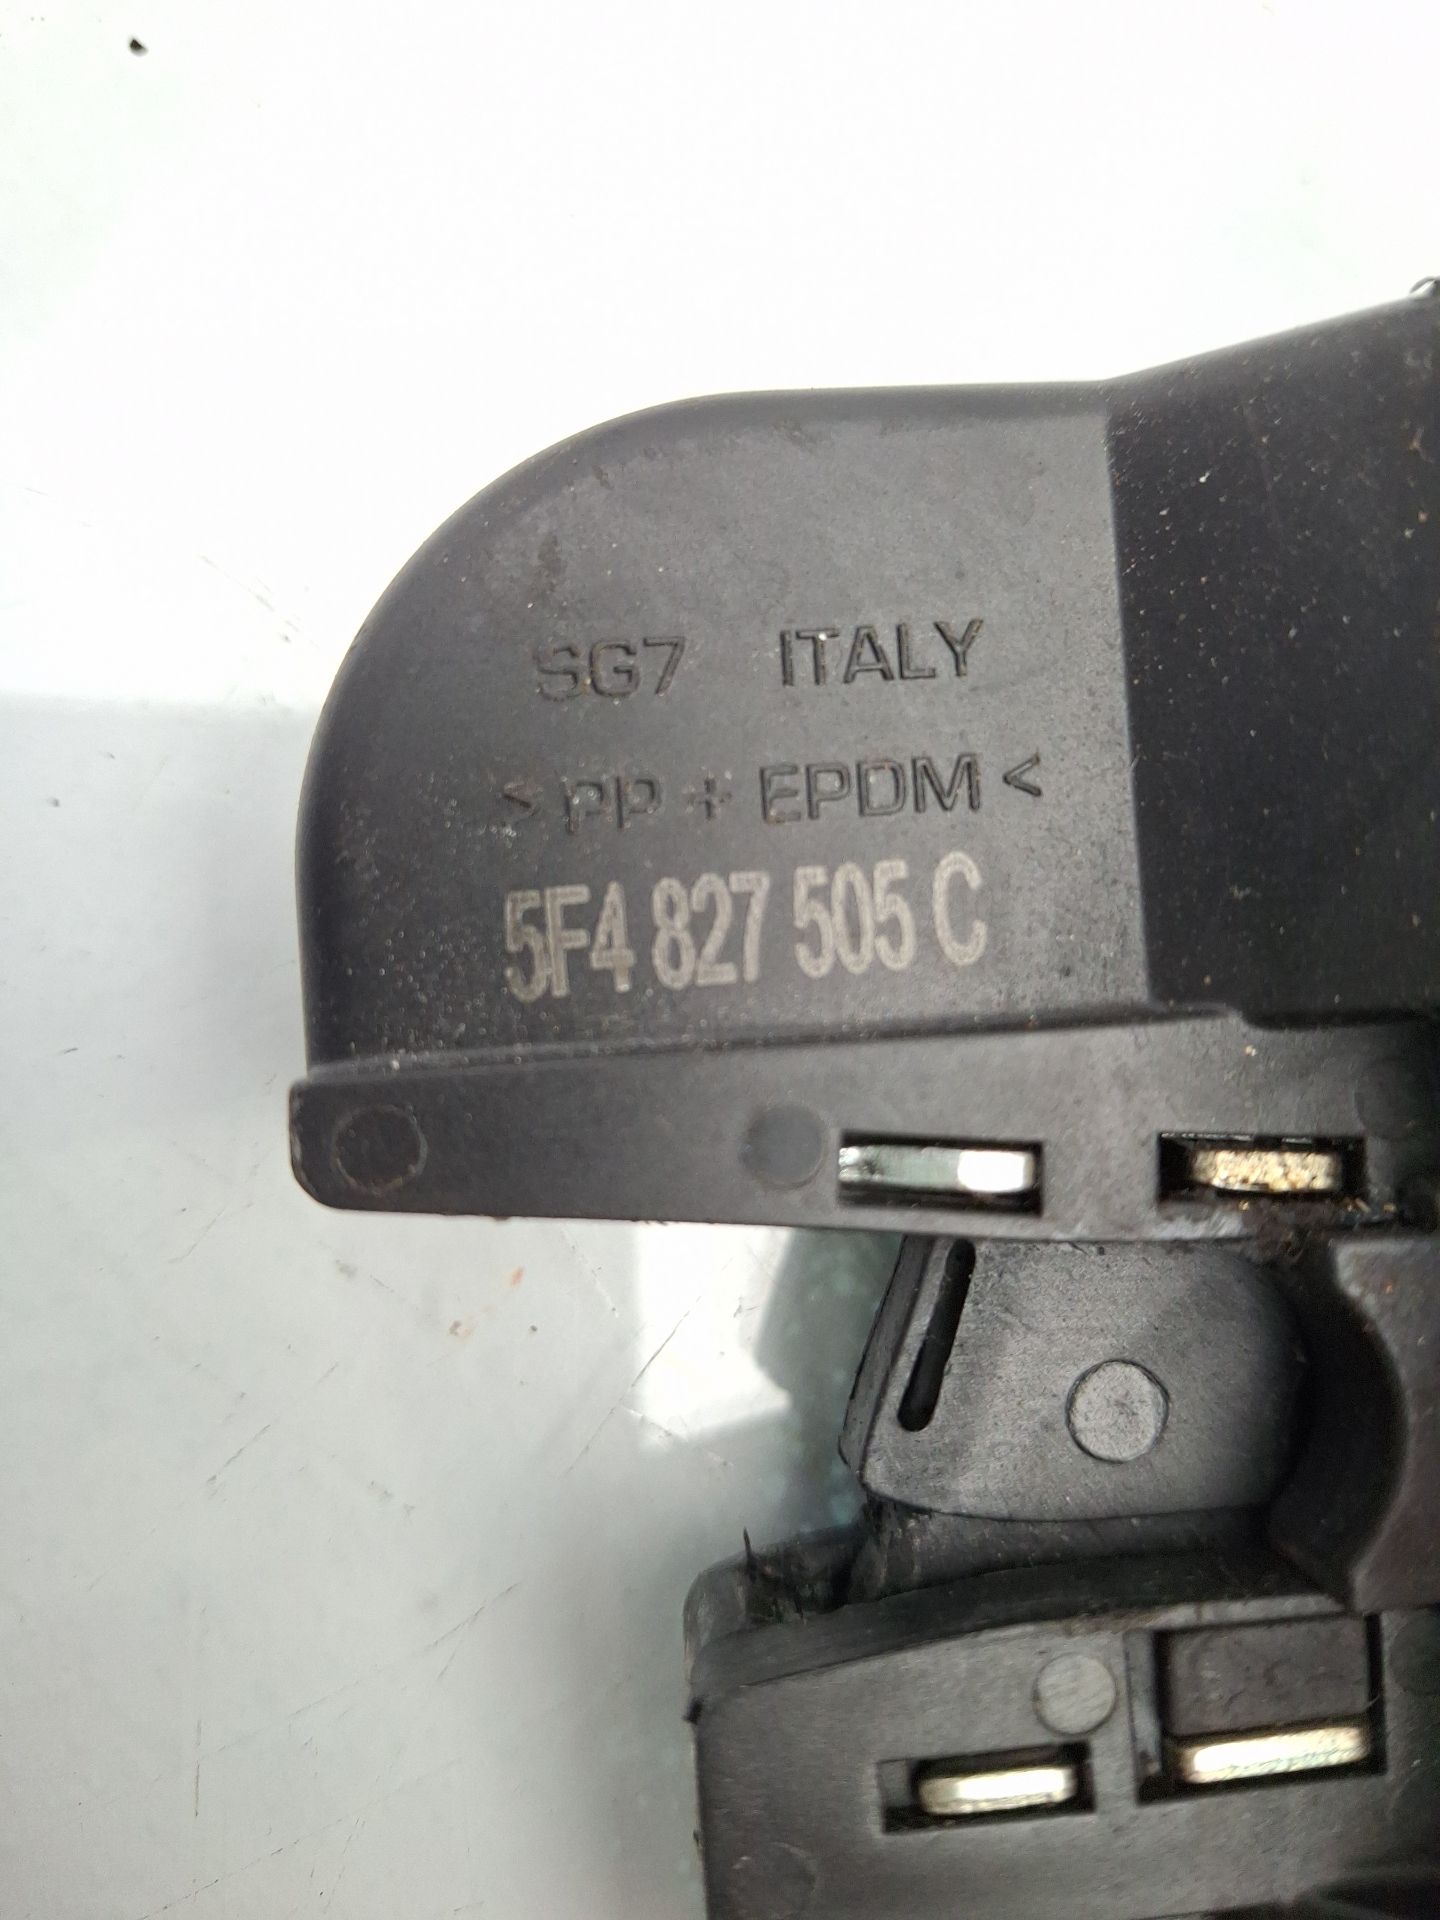 SG7 ITALY
> PP + EPDM <
5F4 827 505 C